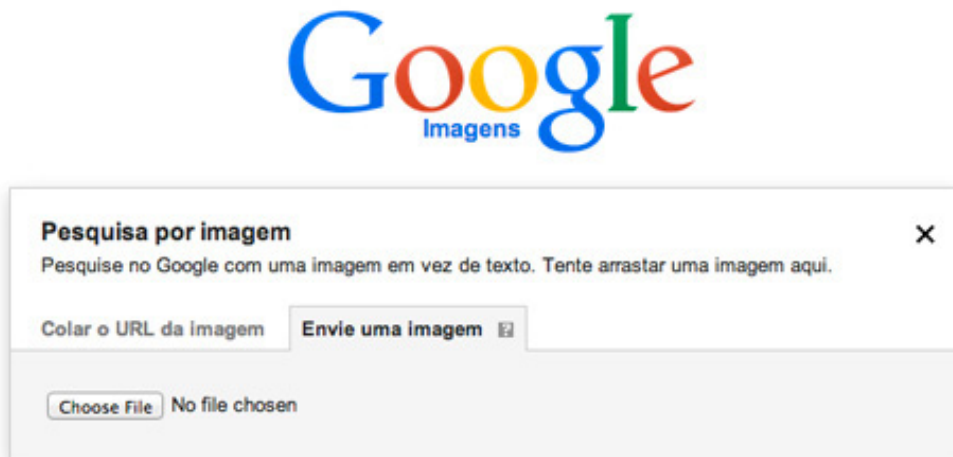 Google
Imagens
Pesquisa por imagem
Pesquise no Google com uma imagem em vez de texto. Tente arrastar uma imagem aqui.
Colar o URL da imagem Envie uma imagem ?
Choose File No file chosen